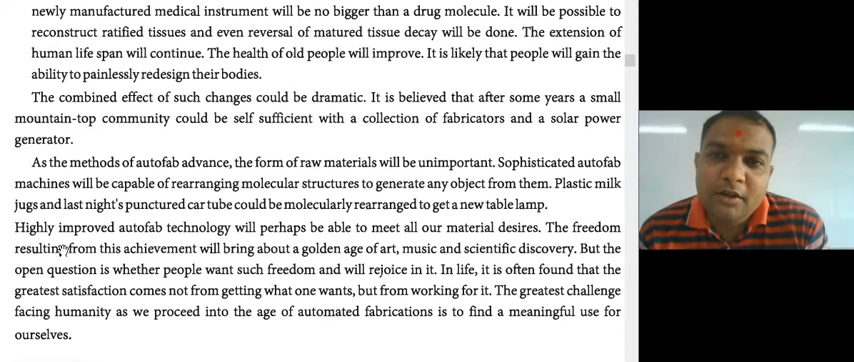 newly manufactured medical instrument will be no bigger than a drug molecule. It will be possible to
reconstruct ratified tissues and even reversal of matured tissue decay will be done. The extension of
human life span will continue. The health of old people will improve. It is likely that people will gain the
ability to painlessly redesign their bodies.
The combined effect of such changes could be dramatic. It is believed that after some years a small
mountain-top community could be self sufficient with a collection of fabricators and a solar power
generator.
As the methods of autofab advance, the form of raw materials will be unimportant. Sophisticated autofab
machines will be capable of rearranging molecular structures to generate any object from them. Plastic milk
jugs and last night's punctured car tube could be molecularly rearranged to get a new table lamp.
Highly improved autofab technology will perhaps be able to meet all our material desires. The freedom
resulting from this achievement will bring about a golden age of art, music and scientific discovery. But the
open question is whether people want such freedom and will rejoice in it. In life, it is often found that the
greatest satisfaction comes not from getting what one wants, but from working for it. The greatest challenge
facing humanity as we proceed into the age of automated fabrications is to find a meaningful use for
ourselves.